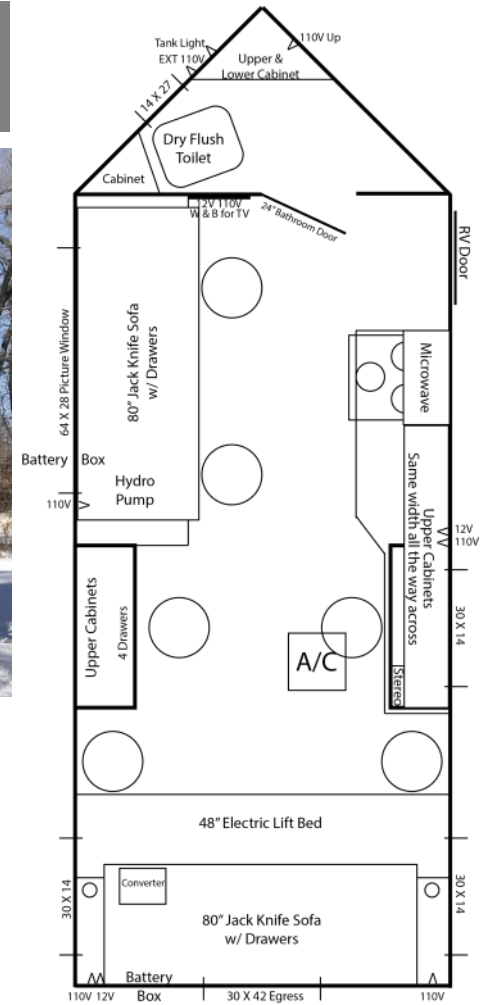 Tank Light
EXT 110V
110V Up
Upper &
Lower Cabinet
14 X 27
Dry Flush
Toilet
Cabinet
12V 110V
W & B for TV
24" Bathroom Door
RV Door
64 X 28 Picture Window
80" Jack Knife Sofa
w/ Drawers
Microwave
Battery Box
Hydro
Pump
110V
Upper Cabinets
Same width all the way across
12V
110V
Upper Cabinets
4 Drawers
30 X 14
A/C
Stereo
48" Electric Lift Bed
Converter
30 X 14
30 X 14
80" Jack Knife Sofa
w/ Drawers
110V 12V
Battery
Box
30 X 42 Egress
110V